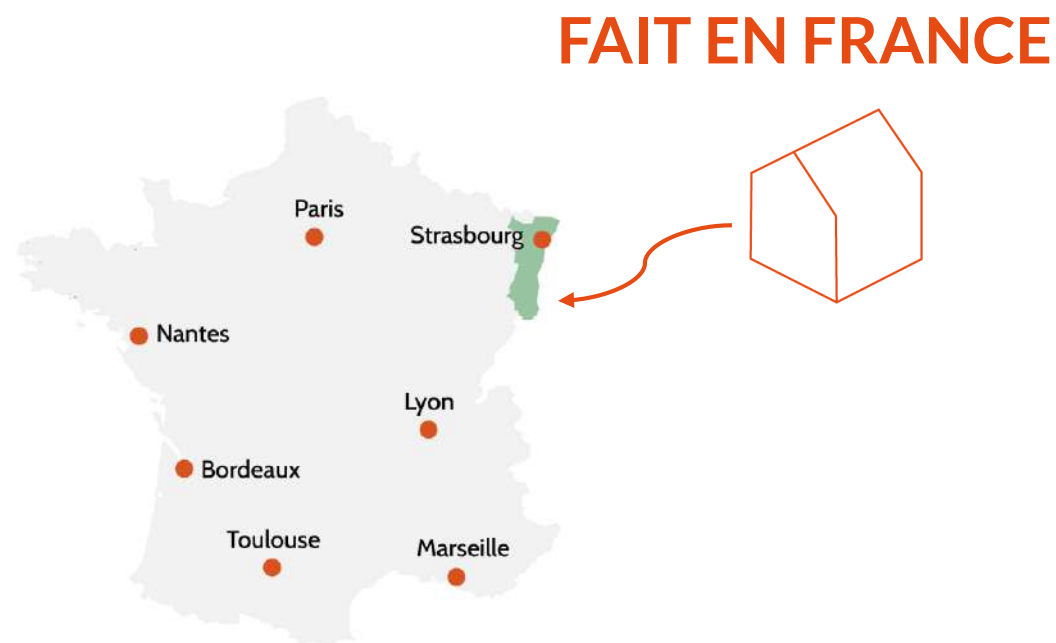 FAIT EN FRANCE
Paris
Strasbourg
Nantes
Lyon
Bordeaux
Toulouse
Marseille